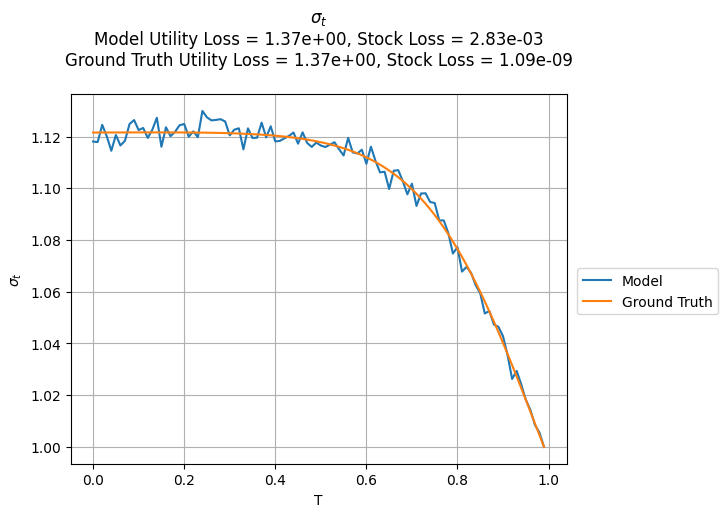 σₜ
Model Utility Loss = 1.37e+00, Stock Loss = 2.83e-03
Ground Truth Utility Loss = 1.37e+00, Stock Loss = 1.09e-09
1.12
1.10
1.08
1.06
1.04
1.02
1.00
σₜ
0.0 0.2 0.4 0.6 0.8 1.0
T
Model
Ground Truth